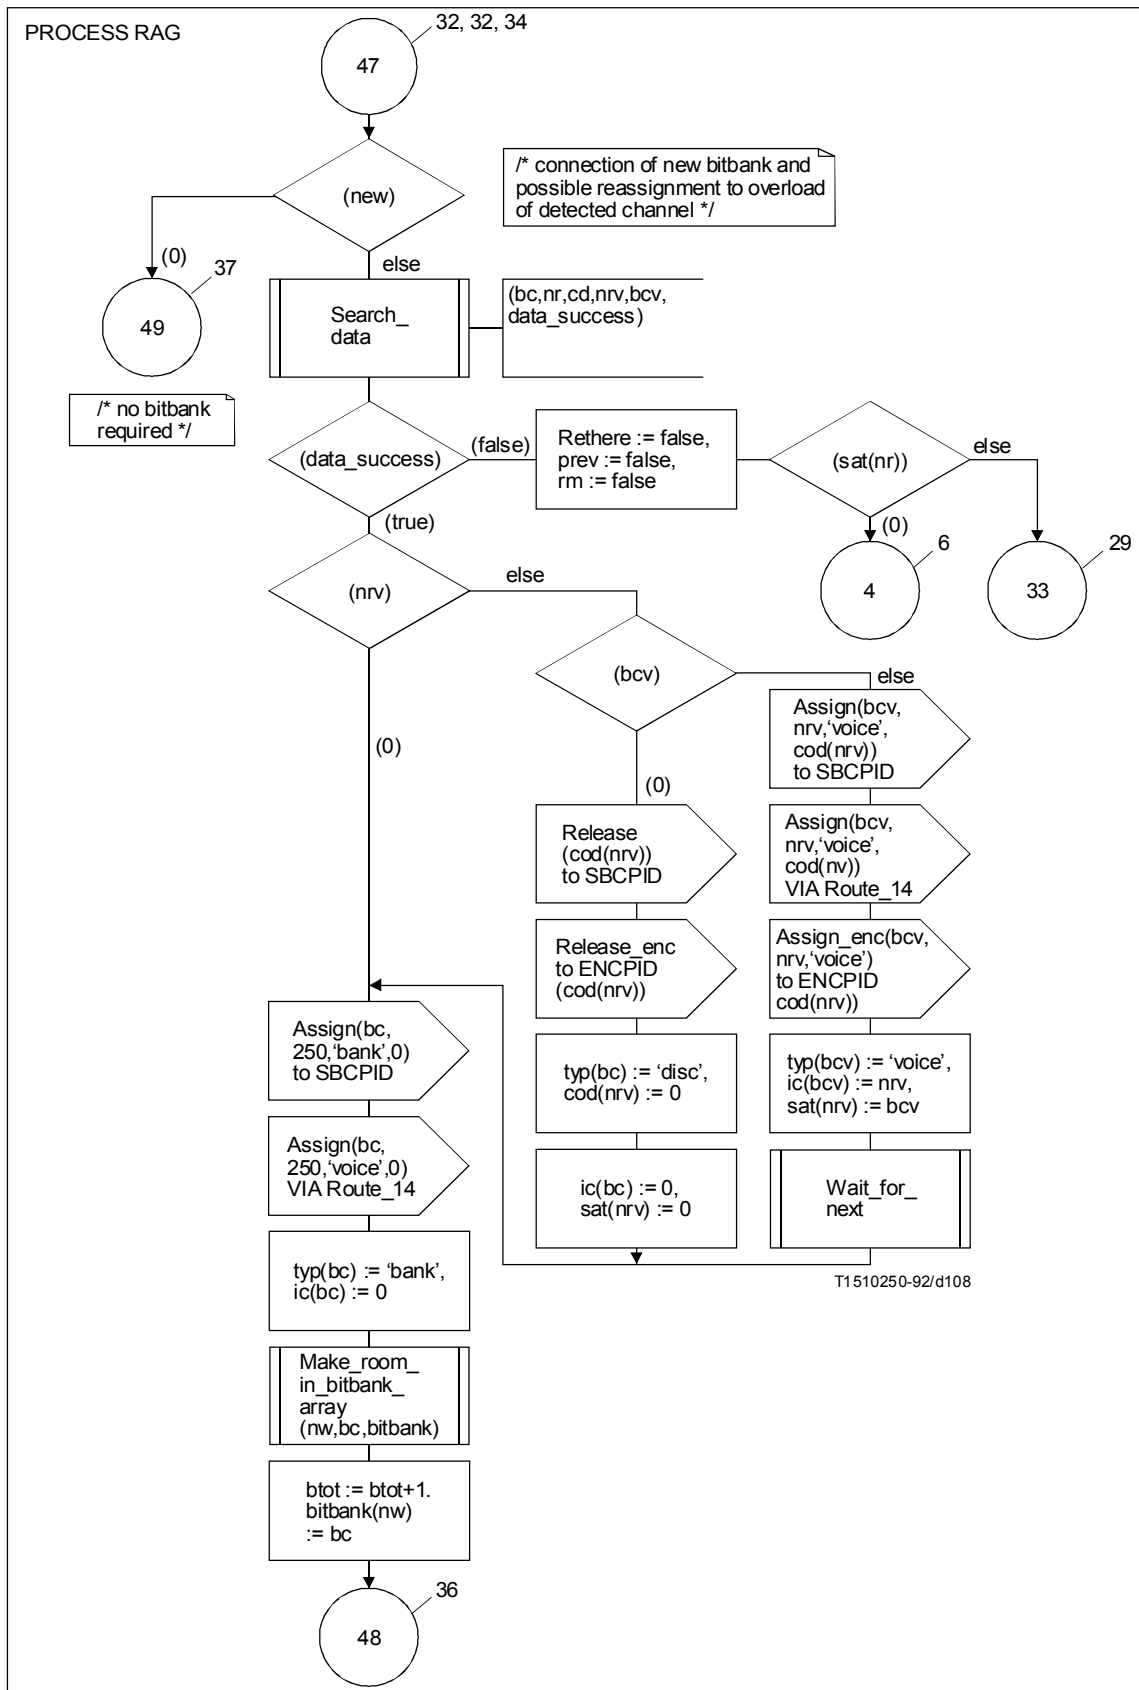 PROCESS RAG
32, 32, 34
47
(new)
/* connection of new bitbank and
possible reassignment to overload
of detected channel */
(0)
37
49
/* no bitbank
required */
else
Search_
data
(bc,nr,cd,nrv,bcv,
data_success)
(data_success)
(false)
Rethere := false,
prev := false,
rm := false
(sat(nr))
else
(0)
6
4
29
33
(true)
(nrv)
else
(0)
(bcv)
else
(0)
Assign(bcv,
nrv,‘voice’,
cod(nrv))
to SBCPID
Release
(cod(nrv))
to SBCPID
Assign(bcv,
nrv,‘voice’,
cod(nv))
VIA Route_14
Release_enc
to ENCPID
(cod(nrv))
Assign_enc(bcv,
nrv,‘voice’)
to ENCPID
cod(nrv))
Assign(bc,
250,‘bank’,0)
to SBCPID
typ(bc) := ‘disc’,
cod(nrv) := 0
typ(bcv) := ‘voice’,
ic(bcv) := nrv,
sat(nrv) := bcv
Assign(bc,
250,‘voice’,0)
VIA Route_14
ic(bc) := 0,
sat(nrv) := 0
Wait_for_
next
T1510250-92/d108
typ(bc) := ‘bank’,
ic(bc) := 0
Make_room_
in_bitbank_
array
(nw,bc,bitbank)
btot := btot+1.
bitbank(nw)
:= bc
36
48